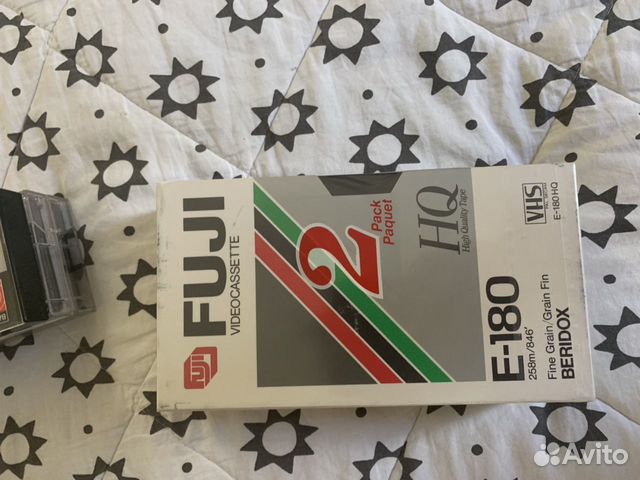 FUJI
FUJI
VIDEOCASSETTE
2
Pack
Paquet
HQ
High Quality Tape
VHS
E-180HQ
E-180
258m/846'
Fine Grain/Grain Fin
BERIDOX
Avito